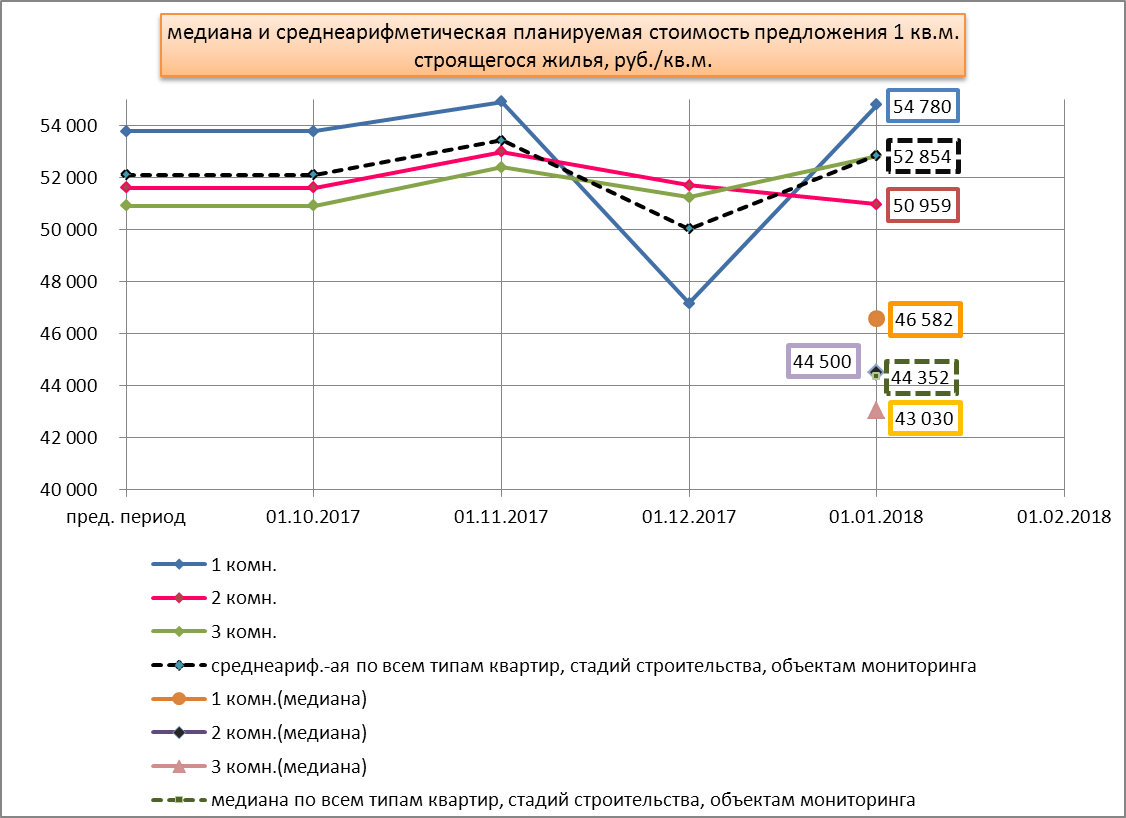 медиана и среднеарифметическая планируемая стоимость предложения 1 кв.м.
строящегося жилья, руб./кв.м.
54 000
52 000
50 000
48 000
46 000
44 000
42 000
40 000
54 780
52 854
50 959
46 582
44 500
44 352
43 030
пред. период
01.10.2017
01.11.2017
01.12.2017
01.01.2018
01.02.2018
1 комн.
2 комн.
3 комн.
среднеариф.-ая по всем типам квартир, стадий строительства, объектам мониторинга
1 комн.(медиана)
2 комн.(медиана)
3 комн.(медиана)
медиана по всем типам квартир, стадий строительства, объектам мониторинга